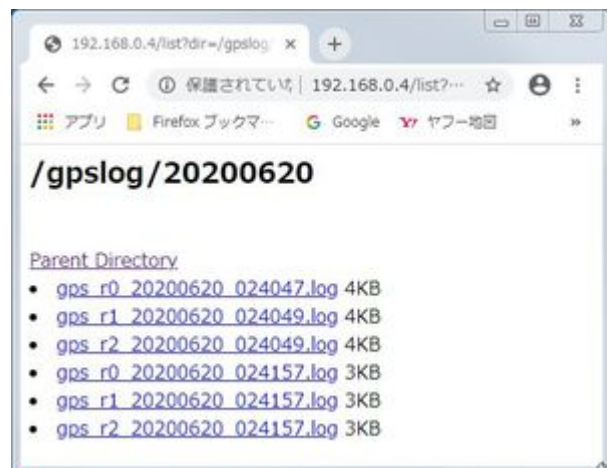 192.168.0.4/list?dir=/gpslog/
保護されていな 192.168.0.4/list?…
アプリ Firefox ブックマ… Google ヤフー地図 »
/gpslog/20200620
Parent Directory
• gps_r0_20200620_024047.log 4KB
• gps_r1_20200620_024049.log 4KB
• gps_r2_20200620_024049.log 4KB
• gps_r0_20200620_024157.log 3KB
• gps_r1_20200620_024157.log 3KB
• gps_r2_20200620_024157.log 3KB